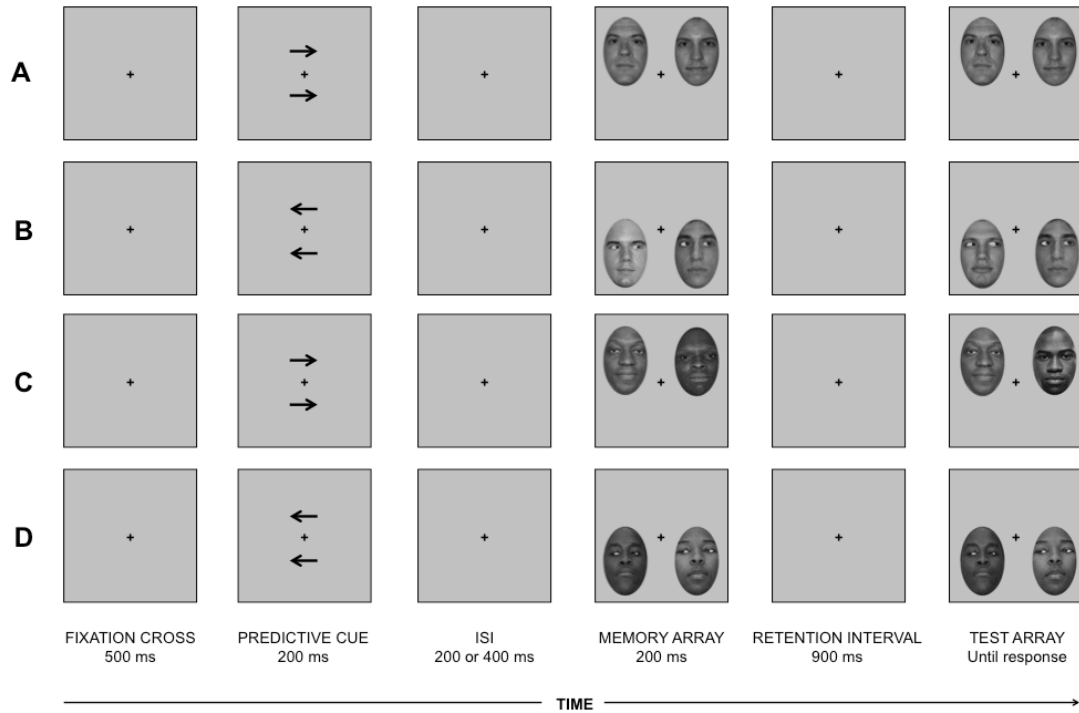 A
B
C
D
FIXATION CROSS
500 ms
PREDICTIVE CUE
200 ms
ISI
200 or 400 ms
MEMORY ARRAY
200 ms
RETENTION INTERVAL
900 ms
TEST ARRAY
Until response
TIME